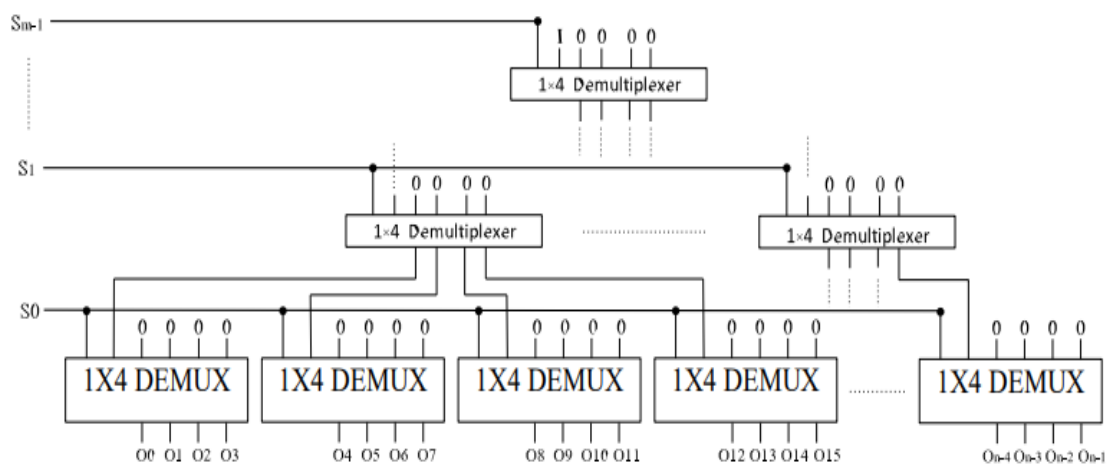 Sm-1
I 0 0 0 0
1×4 Demultiplexer
S1
0 0 0 0
0 0 0 0
1×4 Demultiplexer
1×4 Demultiplexer
S0
0 0 0 0
0 0 0 0
0 0 0 0
0 0 0 0
0 0 0 0
1X4 DEMUX
1X4 DEMUX
1X4 DEMUX
1X4 DEMUX
1X4 DEMUX
O0 O1 O2 O3
O4 O5 O6 O7
O8 O9 O10 O11
O12 O13 O14 O15
On-4 On-3 On-2 On-1